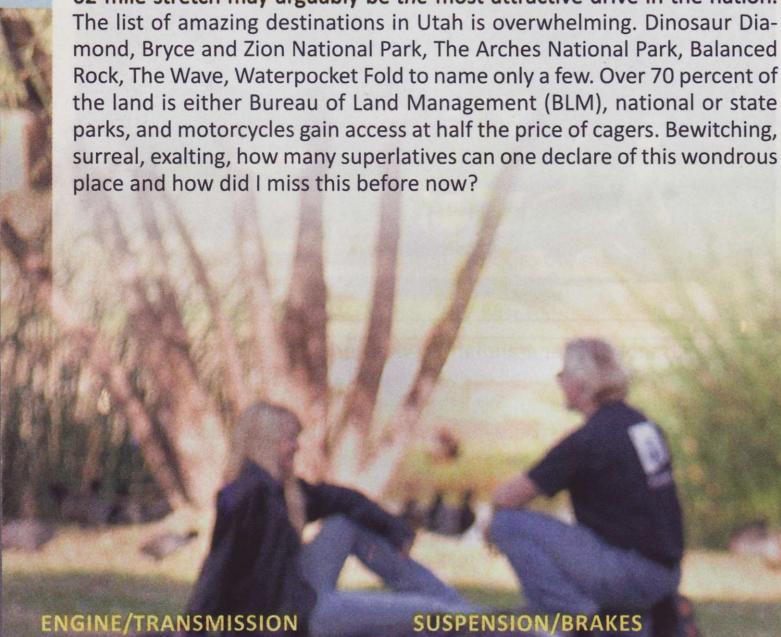 62-mile stretch may arguably be the most attractive drive in the nation.
The list of amazing destinations in Utah is overwhelming. Dinosaur Dia-
mond, Bryce and Zion National Park, The Arches National Park, Balanced
Rock, The Wave, Waterpocket Fold to name only a few. Over 70 percent of
the land is either Bureau of Land Management (BLM), national or state
parks, and motorcycles gain access at half the price of cagers. Bewitching,
surreal, exalting, how many superlatives can one declare of this wondrous
place and how did I miss this before now?
ENGINE/TRANSMISSION
SUSPENSION/BRAKES